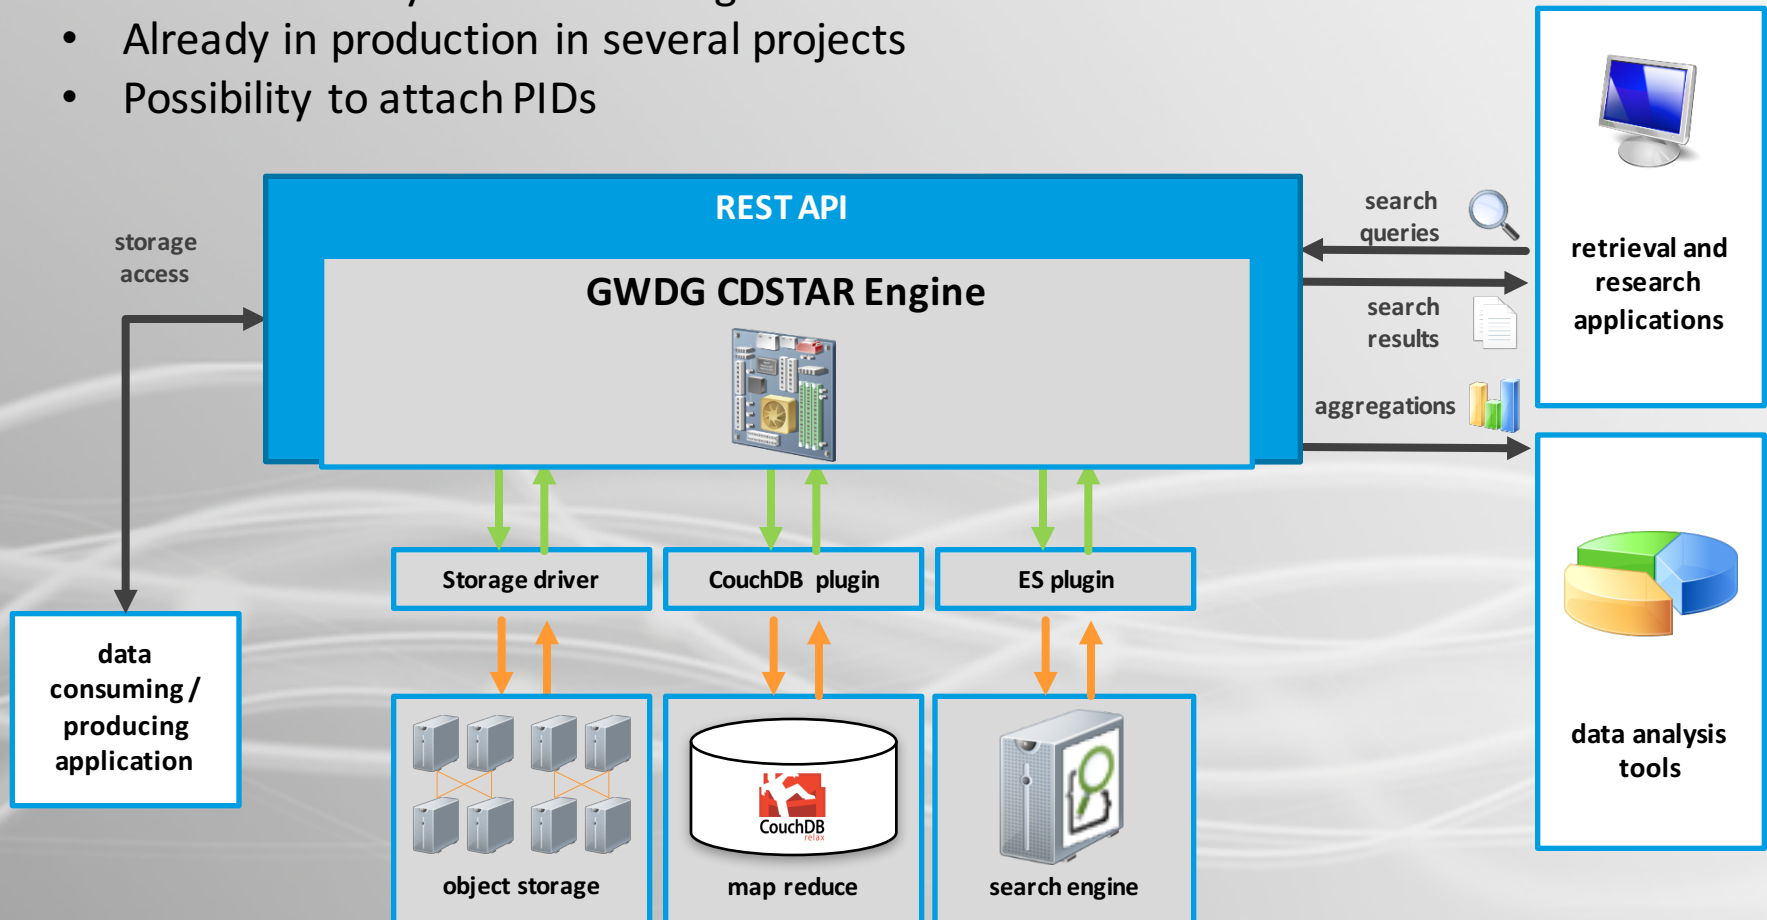 • Already in production in several projects
• Possibility to attach PIDs
REST API
GWDG CDSTAR Engine
storage
access
search
queries
search
results
aggregations
retrieval and
research
applications
Storage driver
CouchDB plugin
ES plugin
data
consuming /
producing
application
CouchDB
relax
object storage
map reduce
search engine
data analysis
tools